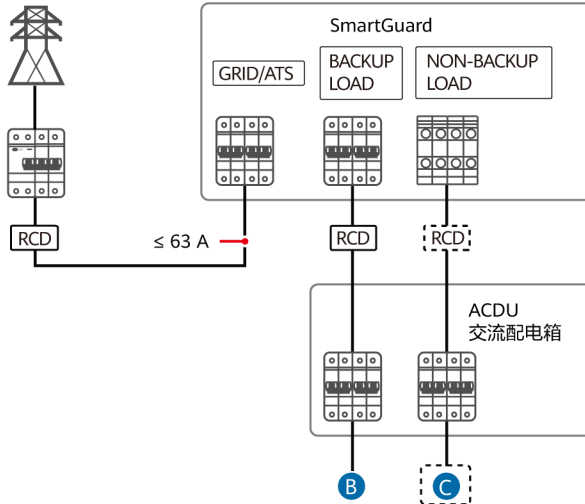 SmartGuard
GRID/ATS
BACKUP
LOAD
NON-BACKUP
LOAD
RCD
≤ 63 A
RCD
RCD
ACDU
交流配电箱
B
C